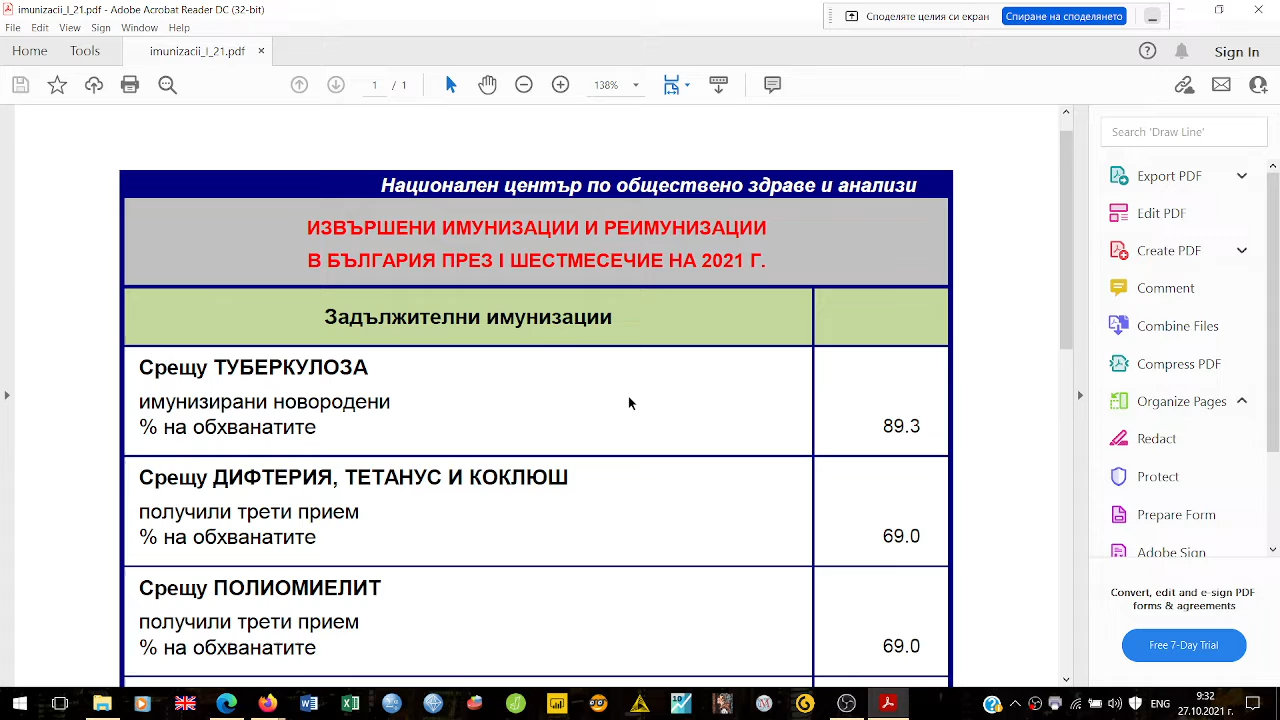 imunizacii_I_21.pdf - Adobe Acrobat Reader DC (32-bit)
Споделяте целия си екран
Спиране на споделянето
File Edit View Sign Window Help
Home Tools imunizacii_I_21.pdf × Sign In
1 / 1 138%
Search 'Draw Line'
Export PDF
Edit PDF
Create PDF
Comment
Combine Files
Compress PDF
Organize Pages
Redact
Protect
Prepare Form
Adobe Sign
Convert, edit and e-sign PDF
forms & agreements
Free 7-Day Trial
Национален център по обществено здраве и анализи
ИЗВЪРШЕНИ ИМУНИЗАЦИИ И РЕИМУНИЗАЦИИ
В БЪЛГАРИЯ ПРЕЗ I ШЕСТМЕСЕЧИЕ НА 2021 Г.
Задължителни имунизации
Срещу ТУБЕРКУЛОЗА
имунизирани новородени
% на обхванатите 89.3
Срещу ДИФТЕРИЯ, ТЕТАНУС И КОКЛЮШ
получили трети прием
% на обхванатите 69.0
Срещу ПОЛИОМИЕЛИТ
получили трети прием
% на обхванатите 69.0
10
ENG
9:32
27.10.2021 г.